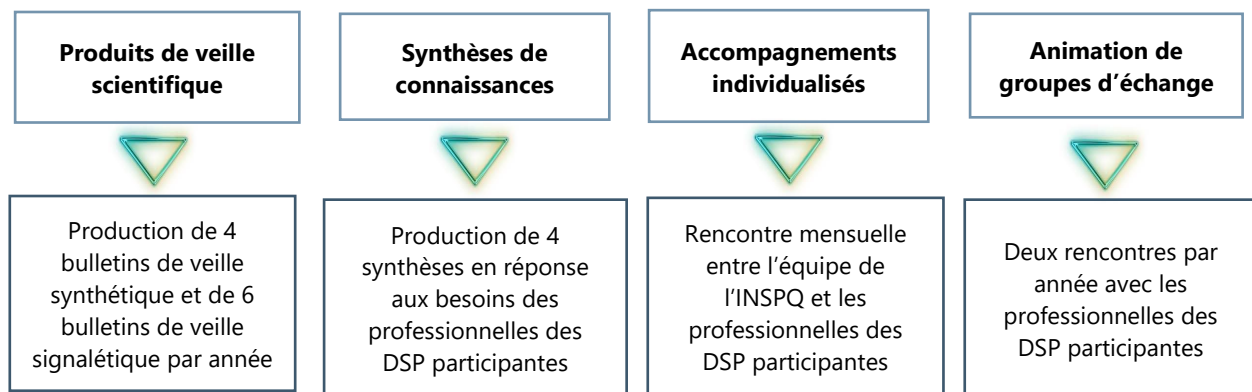 Produits de veille
scientifique
Synthèses de
connaissances
Accompagnements
individualisés
Animation de
groupes d’échange
Production de 4
bulletins de veille
synthétique et de 6
bulletins de veille
signalétique par année
Production de 4
synthèses en réponse
aux besoins des
professionnelles des
DSP participantes
Rencontre mensuelle
entre l’équipe de
l’INSPQ et les
professionnelles des
DSP participantes
Deux rencontres par
année avec les
professionnelles des
DSP participantes